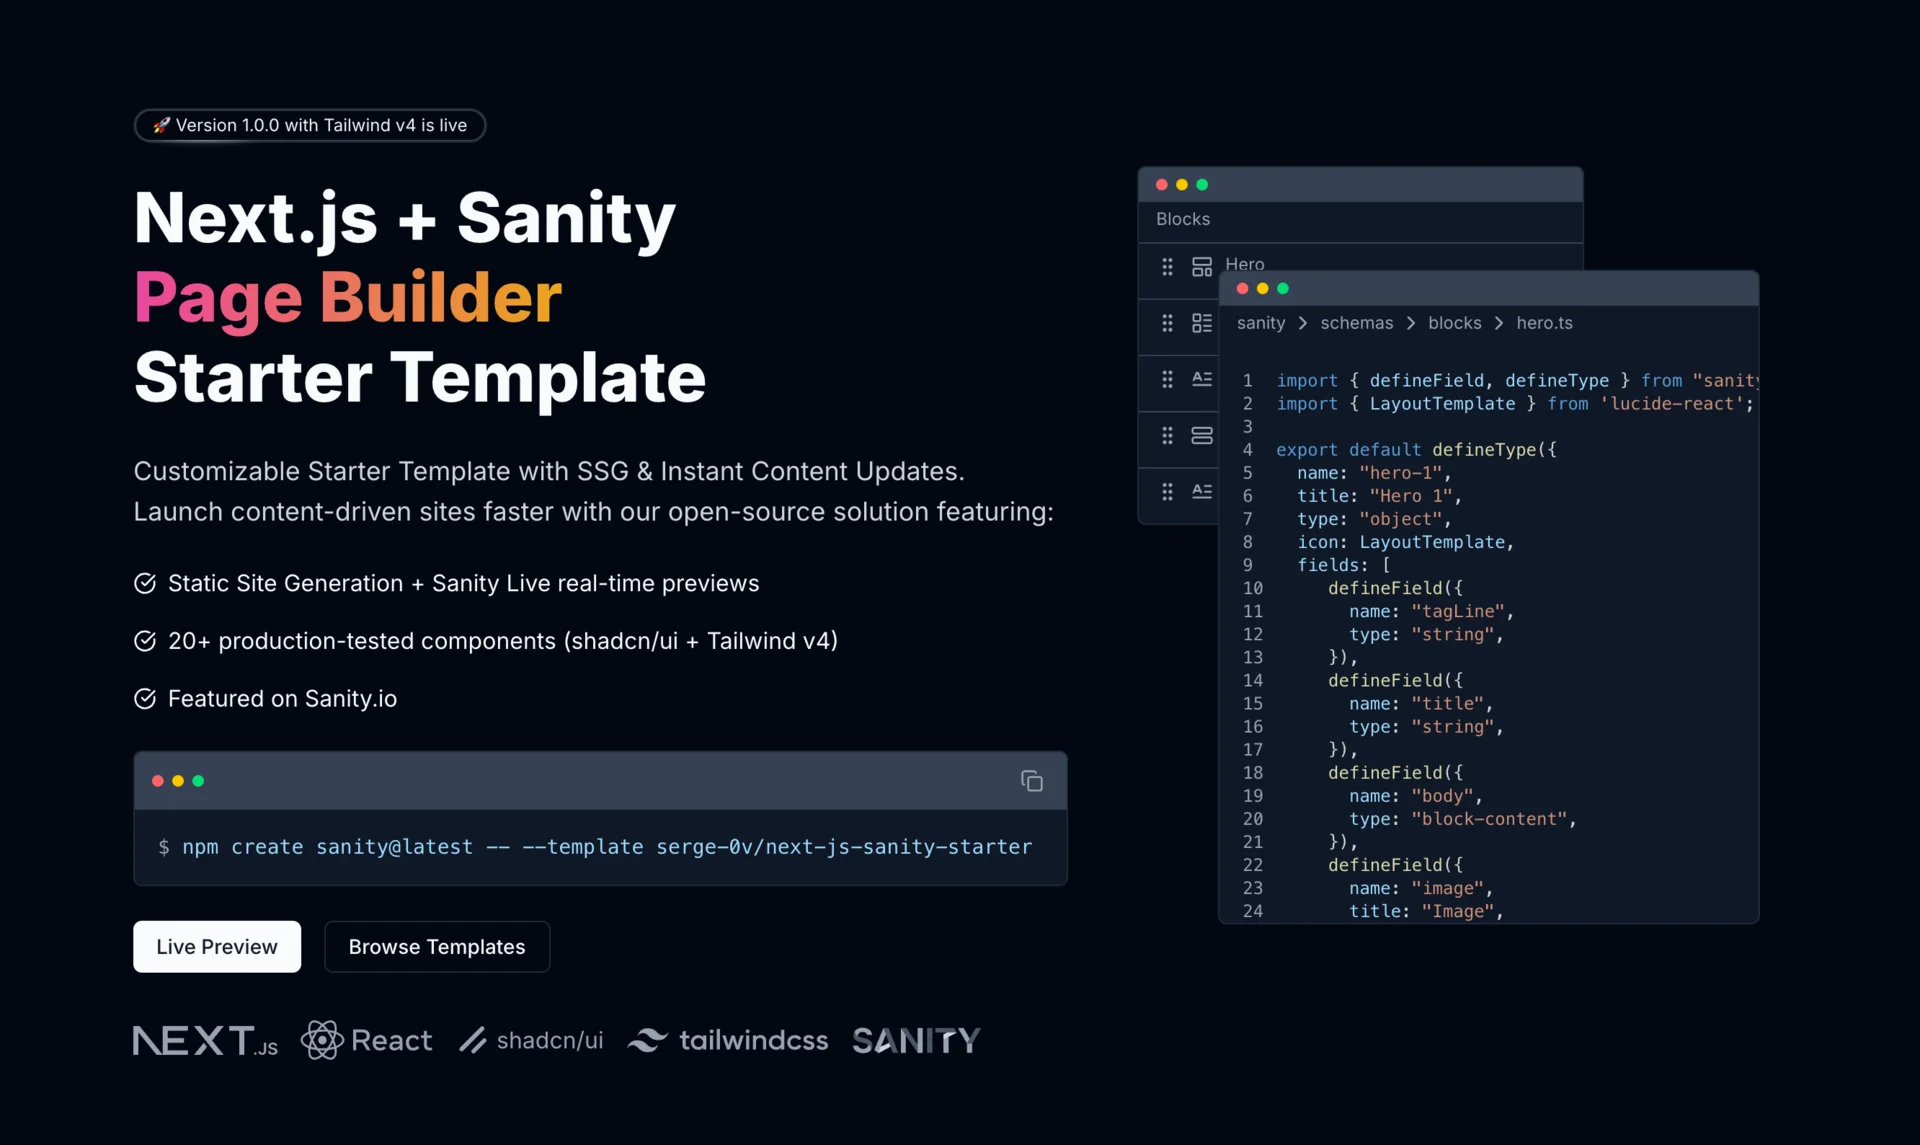 🚀 Version 1.0.0 with Tailwind v4 is live
Next.js + Sanity
Page Builder
Starter Template
Customizable Starter Template with SSG & Instant Content Updates.
Launch content-driven sites faster with our open-source solution featuring:
Static Site Generation + Sanity Live real-time previews
20+ production-tested components (shadcn/ui + Tailwind v4)
Featured on Sanity.io
$ npm create sanity@latest -- --template serge-0v/next-js-sanity-starter
Live Preview
Browse Templates
NEXT.JS
React
shadcn/ui
tailwindcss
SANITY
Blocks
Hero
sanity > schemas > blocks > hero.ts
1 import { defineField, defineType } from "sanity
2 import { LayoutTemplate } from 'lucide-react';
3
4 export default defineType({
5 name: "hero-1",
6 title: "Hero 1",
7 type: "object",
8 icon: LayoutTemplate,
9 fields: [
10 defineField({
11 name: "tagLine",
12 type: "string",
13 }),
14 defineField({
15 name: "title",
16 type: "string",
17 }),
18 defineField({
19 name: "body",
20 type: "block-content",
21 }),
22 defineField({
23 name: "image",
24 title: "Image",